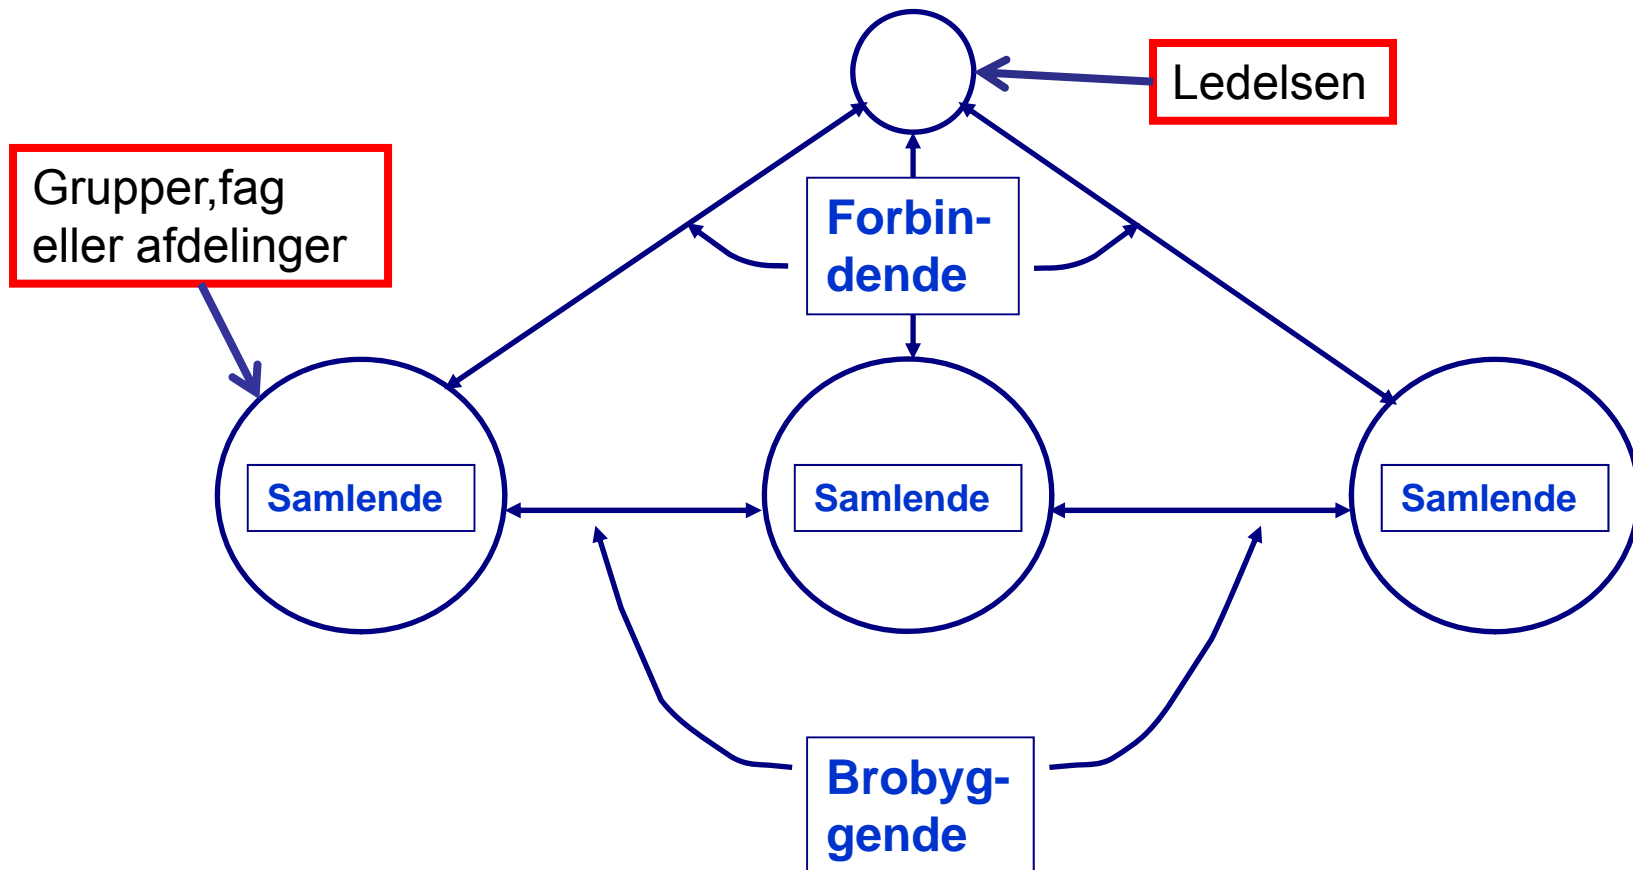 Ledelsen
Grupper,fag
eller afdelinger
Forbin-
dende
Samlende
Samlende
Samlende
Brobyg-
gende